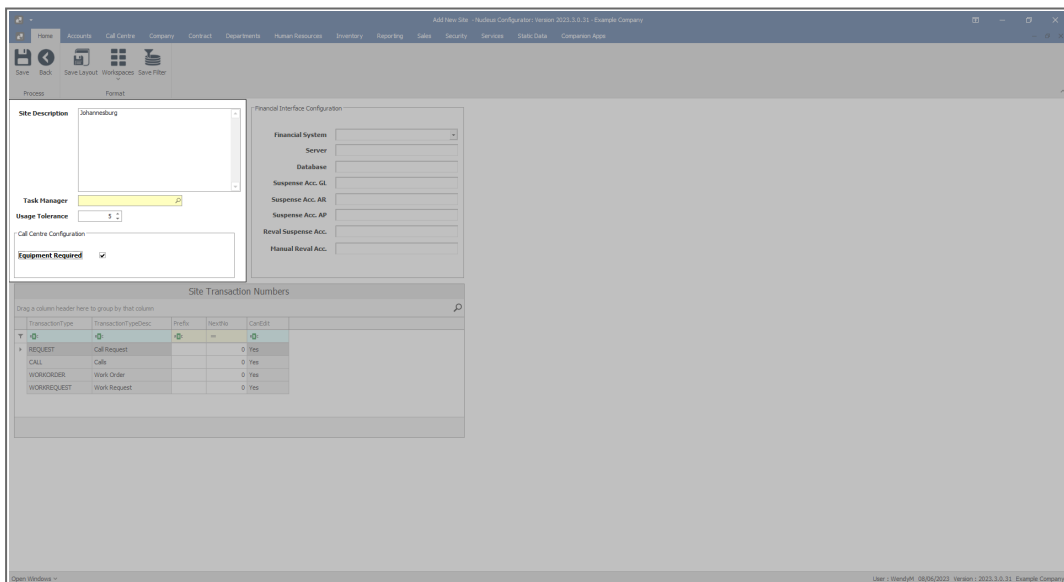 Add New Site - Nucleus Configurator: Version 2023.3.0.31 - Example Company
Home Accounts Call Centre Company Contract Departments Human Resources Inventory Reporting Sales Security Services Static Data Companion Apps
Save Back Save Layout Workspaces Save Filter
Process Format
Site Description Johannesburg
Task Manager
Usage Tolerance 5
Call Centre Configuration
Equipment Required
Financial Interface Configuration
Financial System
Server
Database
Suspense Acc. GL
Suspense Acc. AR
Suspense Acc. AP
Reval Suspense Acc.
Manual Reval Acc.
Site Transaction Numbers
Drag a column header here to group by that column
TransactionType TransactionTypeDesc Prefix NextNo CanEdit
REQUEST Call Request 0 Yes
CALL Calls 0 Yes
WORKORDER Work Order 0 Yes
WORKREQUEST Work Request 0 Yes
Open Windows
User : WendyM 08/06/2023 Version : 2023.3.0.31 Example Company